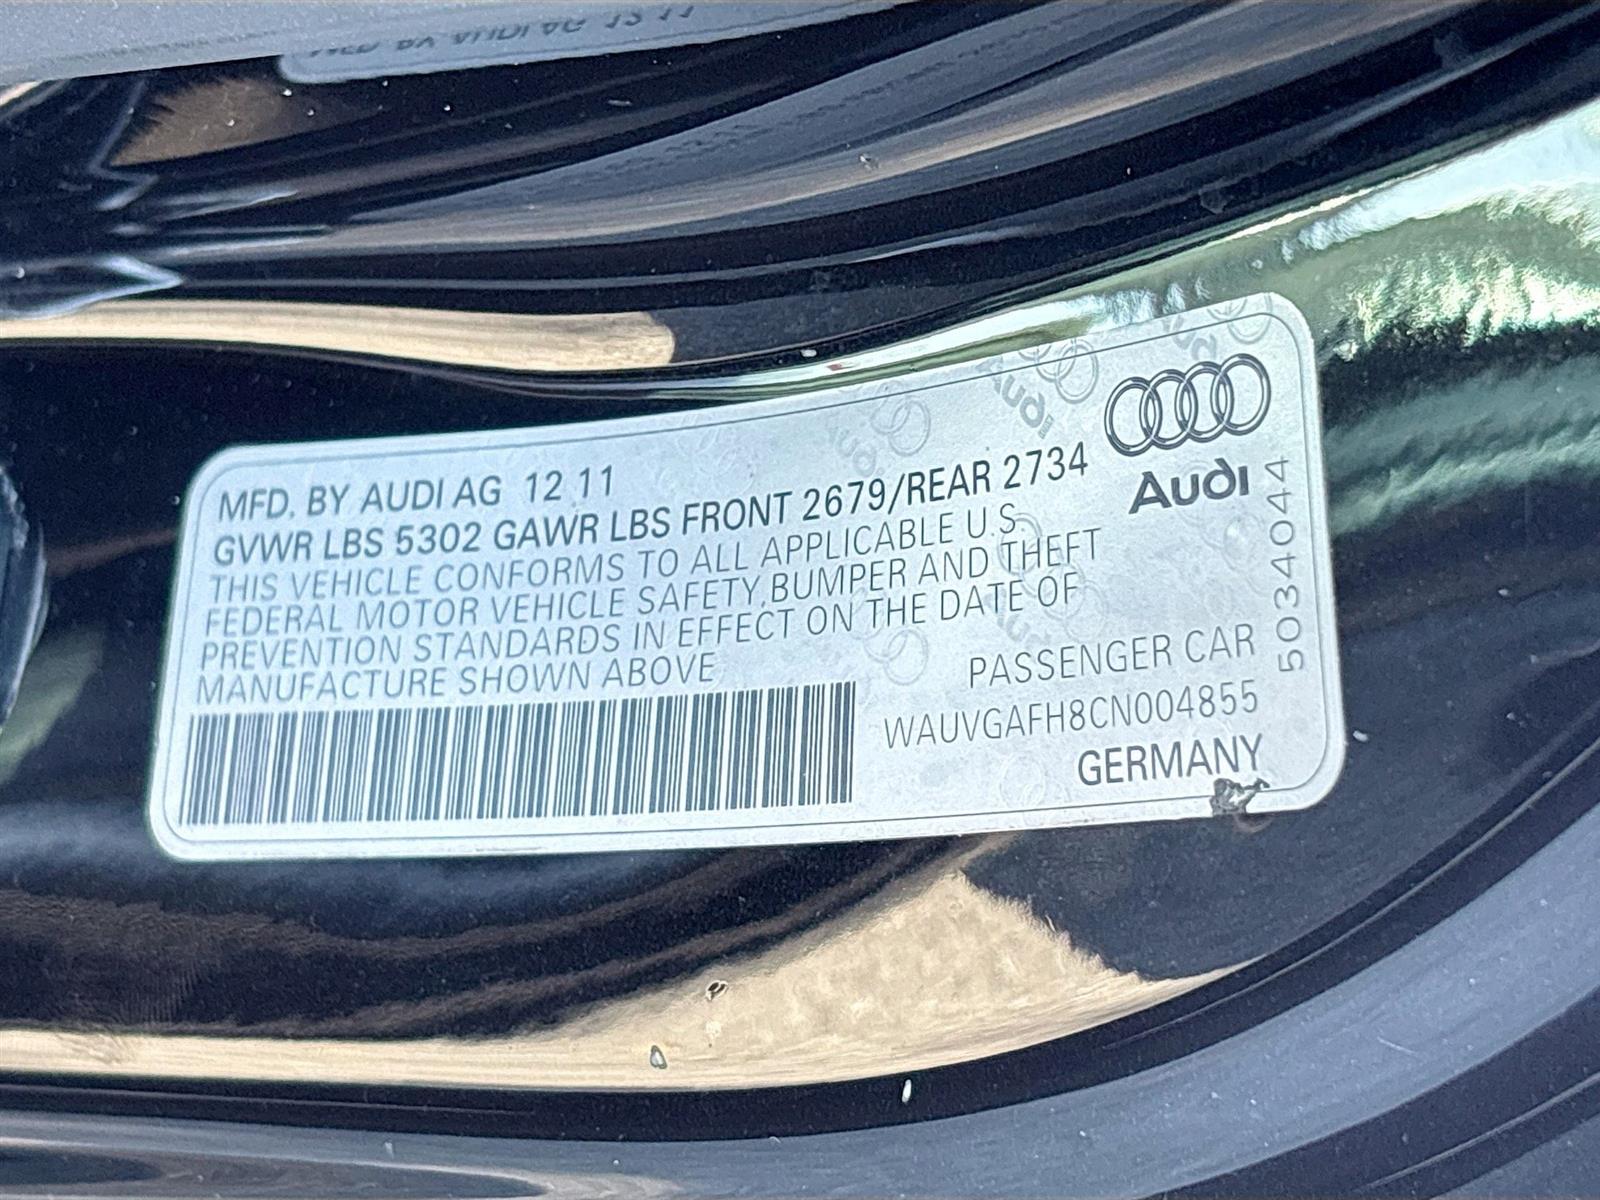 MFD. BY AUDI AG 12 11
GVWR LBS 5302 GAWR LBS FRONT 2679/REAR 2734
THIS VEHICLE CONFORMS TO ALL APPLICABLE U.S.
FEDERAL MOTOR VEHICLE SAFETY,BUMPER AND THEFT
PREVENTION STANDARDS IN EFFECT ON THE DATE OF
MANUFACTURE SHOWN ABOVE
Audi
5034044
PASSENGER CAR
WAUVGAFH8CN004855
GERMANY